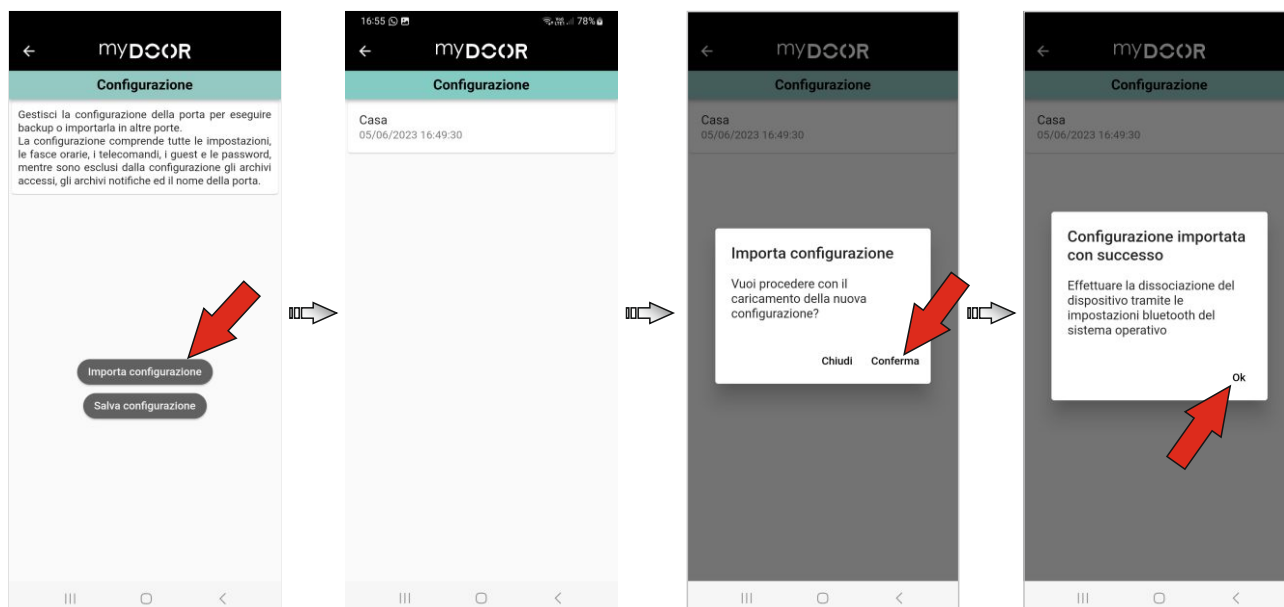 myDOOR
Configurazione
Gestisci la configurazione della porta per eseguire
backup o importarla in altre porte.
La configurazione comprende tutte le impostazioni,
le fasce orarie, i telecomandi, i guest e le password,
mentre sono esclusi dalla configurazione gli archivi
accessi, gli archivi notifiche ed il nome della porta.
Importa configurazione
Salva configurazione
16:55
78%
myDOOR
Configurazione
Casa
05/06/2023 16:49:30
myDOOR
Configurazione
Casa
05/06/2023 16:49:30
Importa configurazione
Vuoi procedere con il
caricamento della nuova
configurazione?
Chiudi Conferma
myDOOR
Configurazione
Casa
05/06/2023 16:49:30
Configurazione importata
con successo
Effettuare la dissociazione del
dispositivo tramite le
impostazioni bluetooth del
sistema operativo
Ok